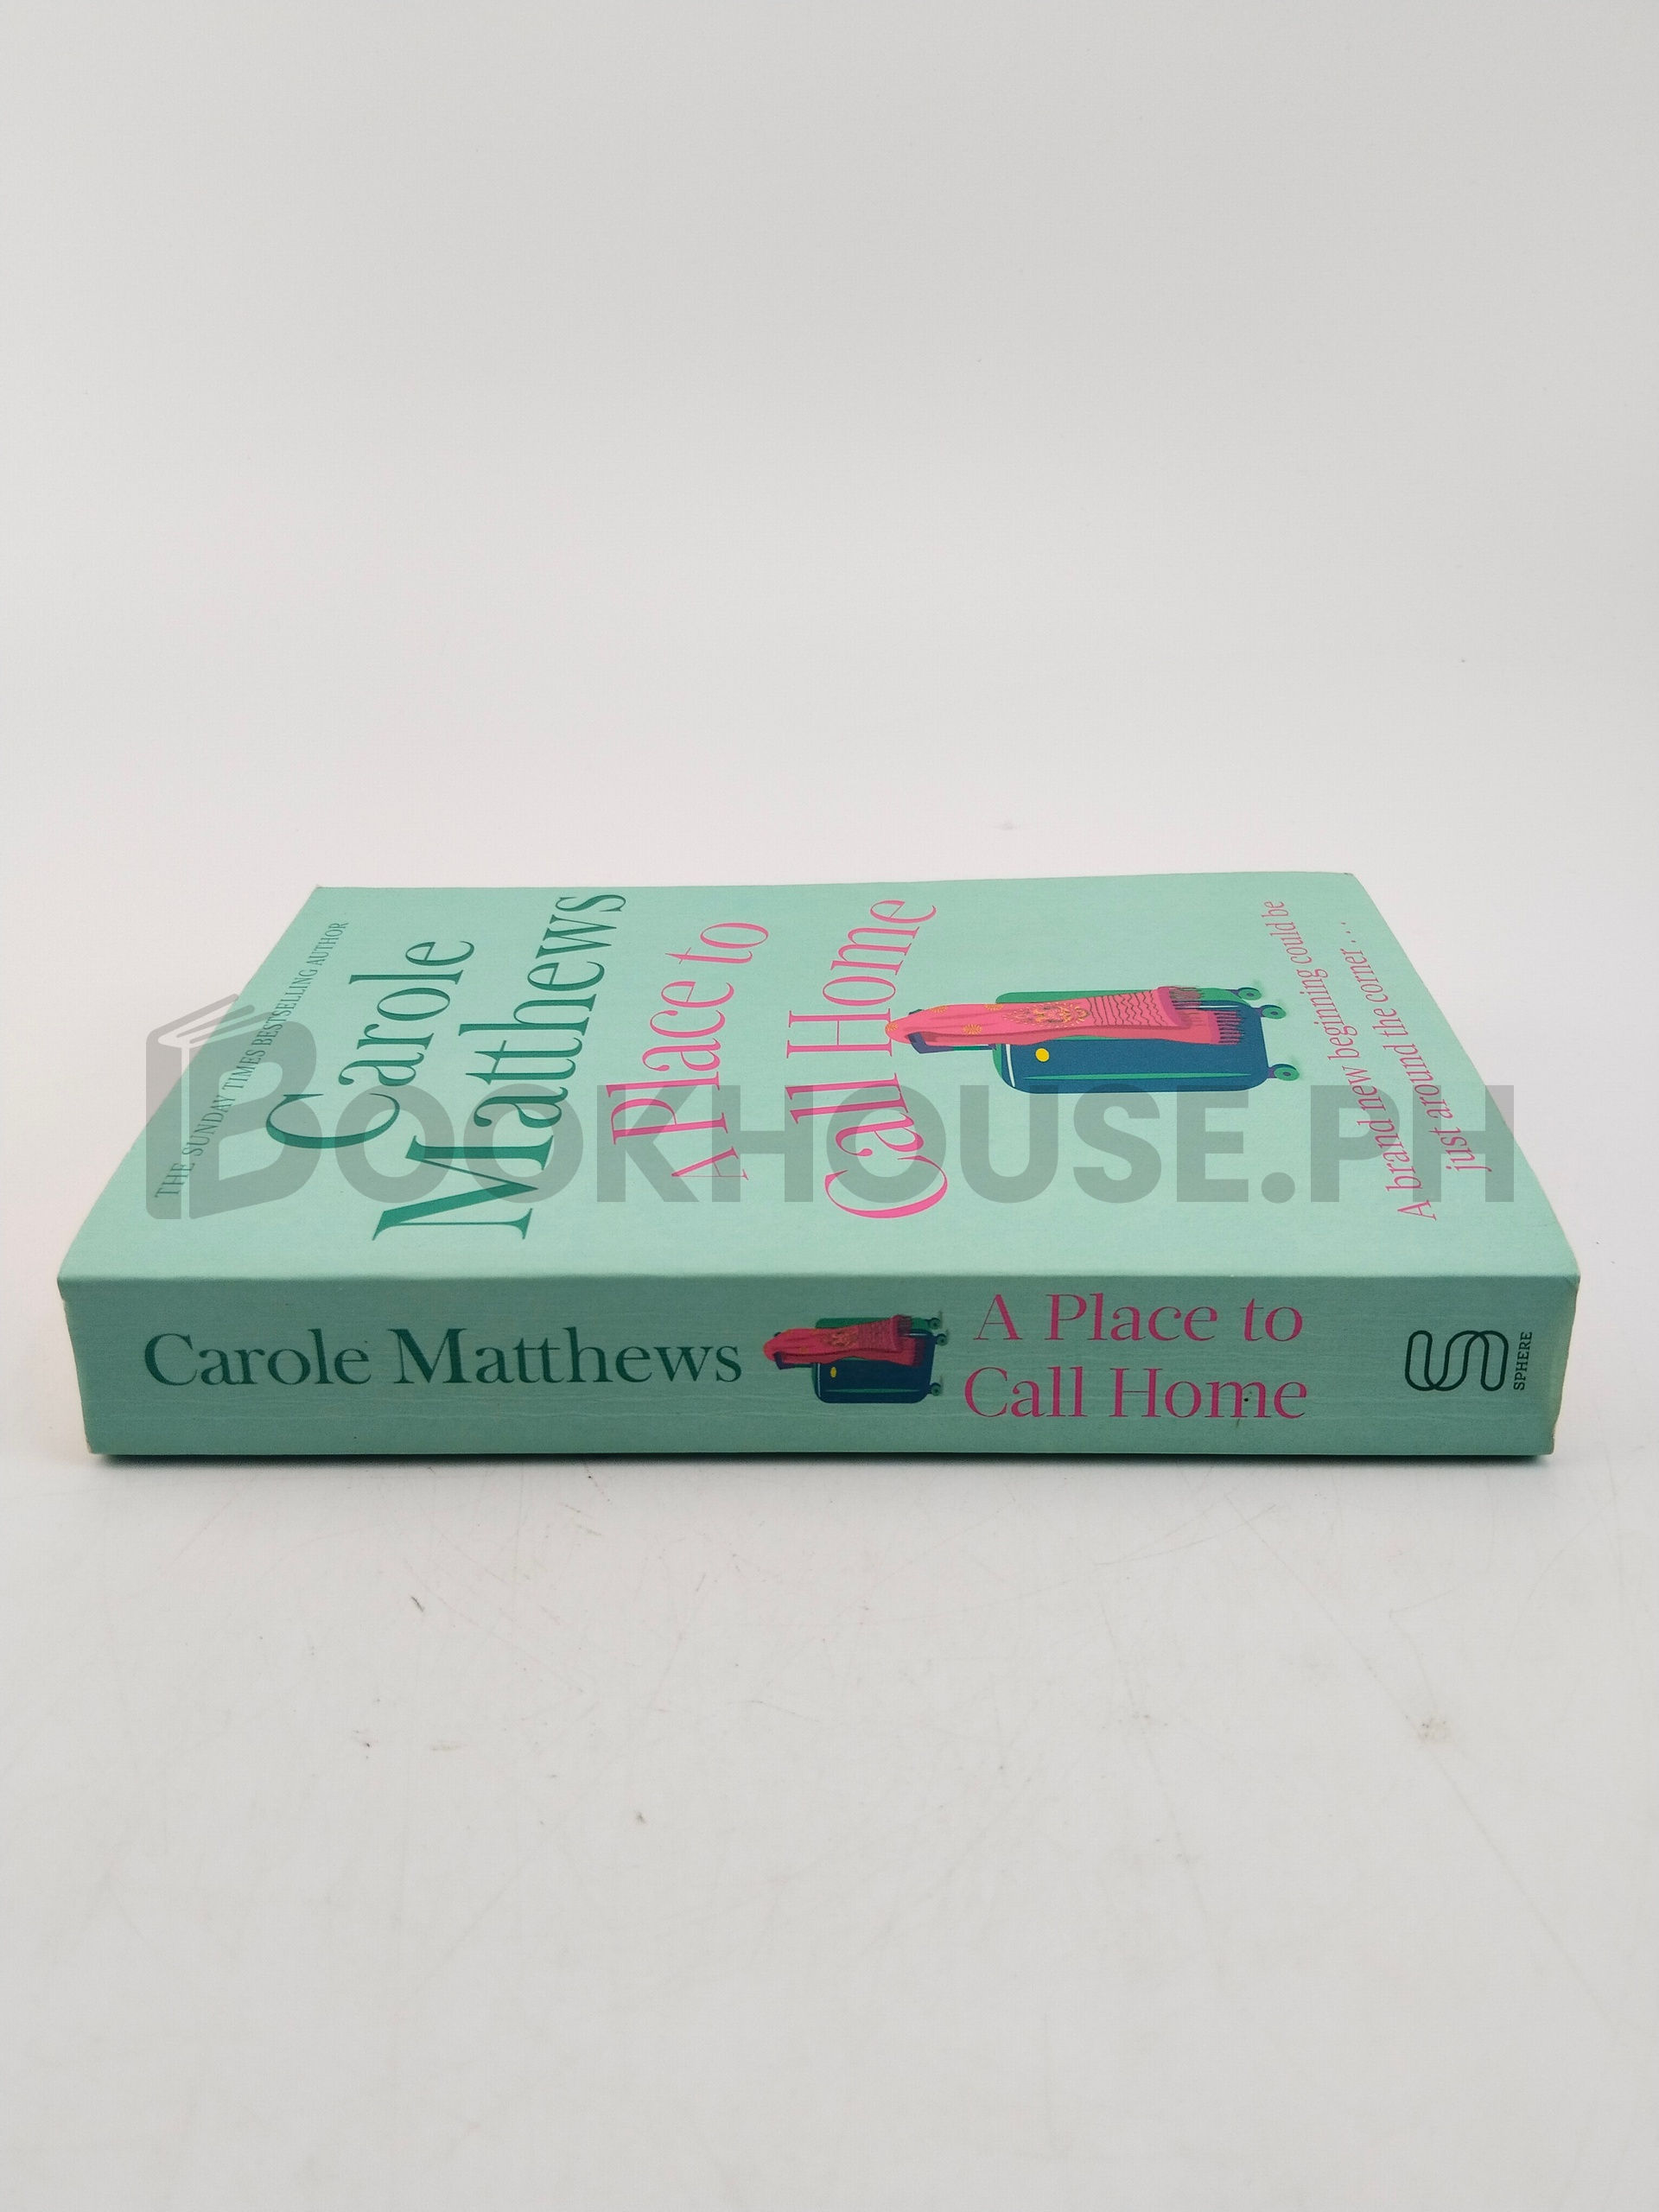 THE SUNDAY TIMES BESTSELLING AUTHOR
Carole
Matthews
A Place to
Call Home
A brand new beginning could be
just around the corner . . .
BOOKHOUSE.PH
Carole Matthews
A Place to
Call Home
SPHERE